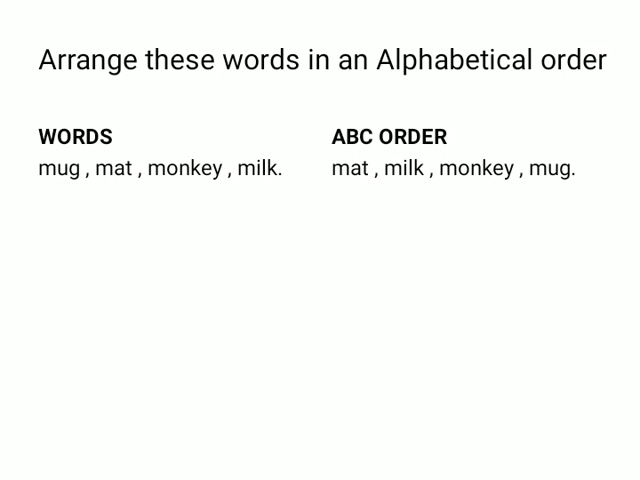 Arrange these words in an Alphabetical order
WORDS
mug , mat , monkey , milk.
ABC ORDER
mat , milk , monkey , mug.